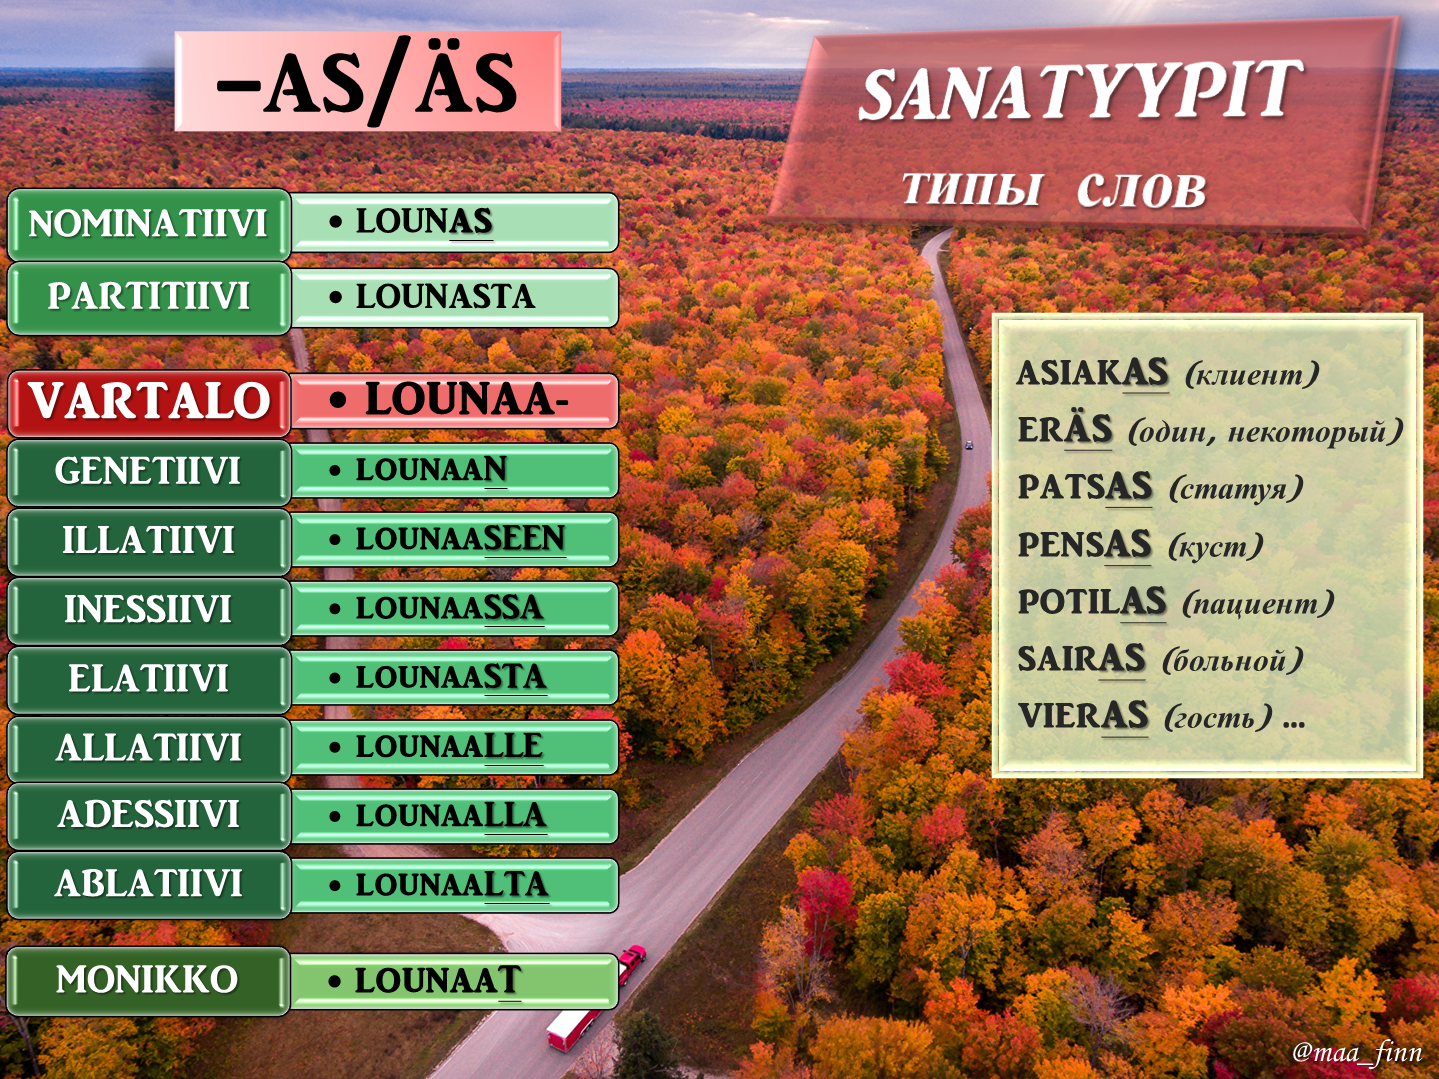 –AS/ÄS
SANATYYPIT
типы слов
NOMINATIIVI
• LOUNAS
PARTITIIVI
• LOUNASTA
VARTALO
• LOUNAA-
GENETIIVI
• LOUNAAN
ILLATIIVI
• LOUNAASEEN
INESSIIVI
• LOUNAASSA
ELATIIVI
• LOUNAASTA
ALLATIIVI
• LOUNAALLE
ADESSIIVI
• LOUNAALLA
ABLATIIVI
• LOUNAALTA
MONIKKO
• LOUNAAT
ASIAKAS (клиент)
ERÄS (один, некоторый)
PATSAS (статуя)
PENSAS (куст)
POTILAS (пациент)
SAIRAS (больной)
VIERAS (гость) ...
@maa_finn